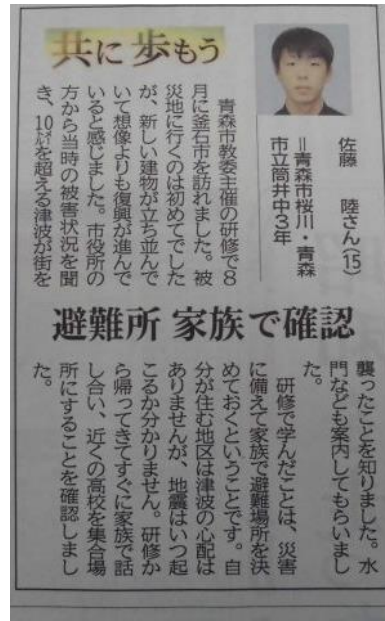 共に歩もう
佐藤　陸さん(15)
＝青森市桜川・青森
市立筒井中3年
青森市教委主催の研修で8
月に釜石市を訪れました。被
災地に行くのは初めてでした
が、新しい建物が立ち並んで
いて想像よりも復興が進んで
いると感じました。市役所の
方から当時の被害状況を聞
き、10㍍を超える津波が街を
避難所 家族で確認
襲ったことを知りました。水
門なども案内してもらいまし
た。
研修で学んだことは、災害
に備えて家族で避難場所を決
めておくということです。自
分が住む地区は津波の心配は
ありませんが、地震はいつ起
こるか分かりません。研修か
ら帰ってきてすぐに家族で話
し合い、近くの高校を集合場
所にすることを確認しまし
た。